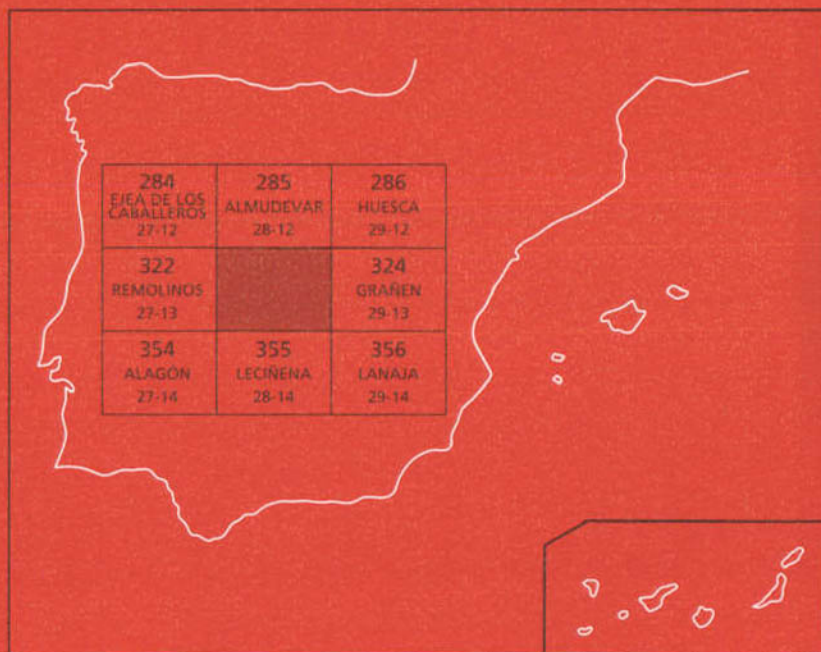 284
EJEA DE LOS
CABALLEROS
27-12
285
ALMUDEVAR
28-12
286
HUESCA
29-12
322
REMOLINOS
27-13
324
GRAÑEN
29-13
354
ALAGÓN
27-14
355
LECIÑENA
28-14
356
LANAJA
29-14